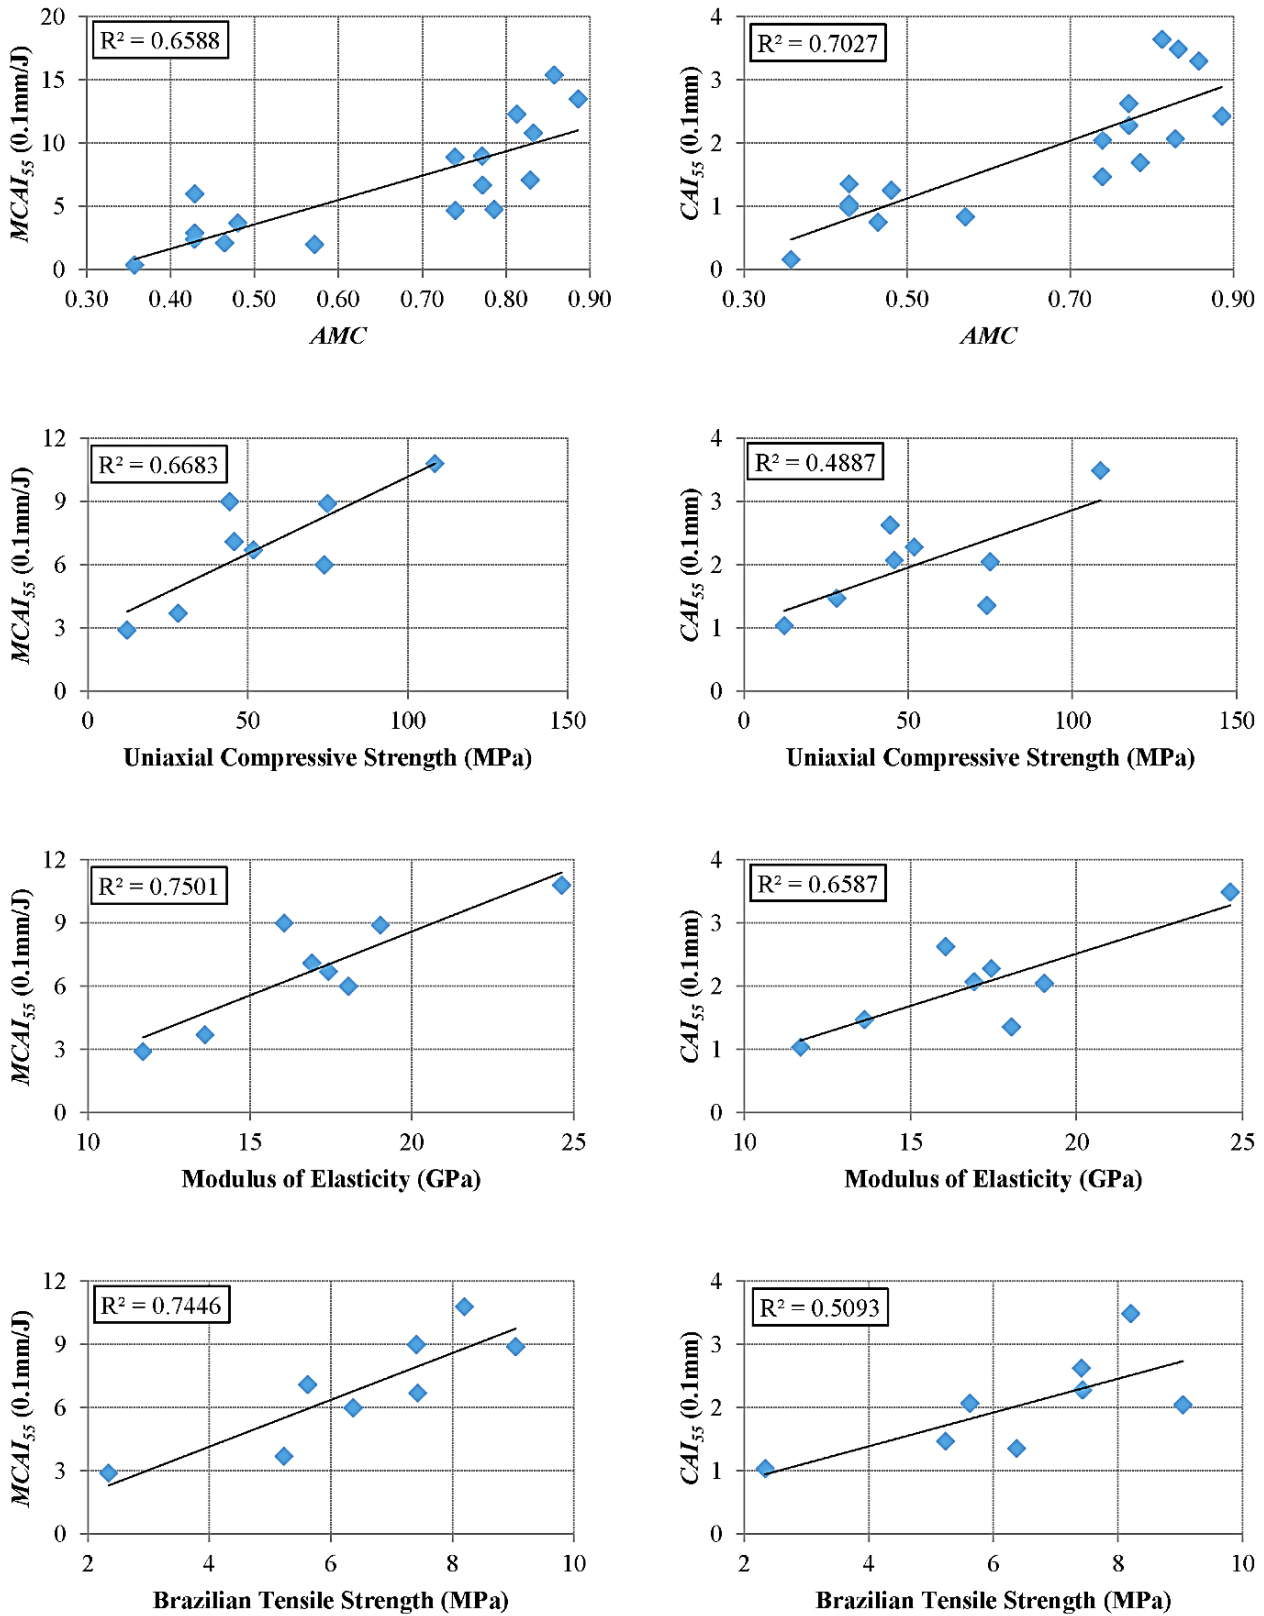 R² = 0.6588
MCAI55 (0.1mm/J)
20
15
10
5
0
0.30 0.40 0.50 0.60 0.70 0.80 0.90
AMC
R² = 0.7027
CAI55 (0.1mm)
4
3
2
1
0
0.30 0.50 0.70 0.90
AMC
R² = 0.6683
MCAI55 (0.1mm/J)
12
9
6
3
0
0 50 100 150
Uniaxial Compressive Strength (MPa)
R² = 0.4887
CAI55 (0.1mm)
4
3
2
1
0
0 50 100 150
Uniaxial Compressive Strength (MPa)
R² = 0.7501
MCAI55 (0.1mm/J)
12
9
6
3
0
10 15 20 25
Modulus of Elasticity (GPa)
R² = 0.6587
CAI55 (0.1mm)
4
3
2
1
0
10 15 20 25
Modulus of Elasticity (GPa)
R² = 0.7446
MCAI55 (0.1mm/J)
12
9
6
3
0
2 4 6 8 10
Brazilian Tensile Strength (MPa)
R² = 0.5093
CAI55 (0.1mm)
4
3
2
1
0
2 4 6 8 10
Brazilian Tensile Strength (MPa)